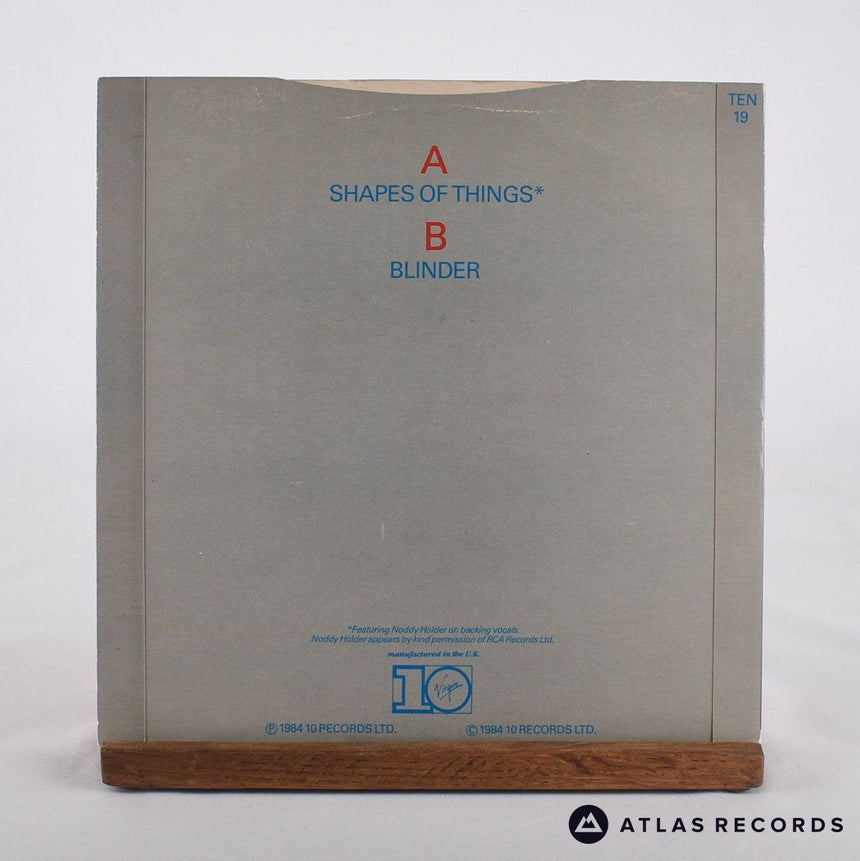 TEN
19
A
SHAPES OF THINGS*
B
BLINDER
*Featuring Noddy Holder on backing vocals.
Noddy Holder appears by kind permission of RCA Records Ltd.
manufactured in the U.K.
10 Virgin
Ⓟ 1984 10 RECORDS LTD. © 1984 10 RECORDS LTD.
ATLAS RECORDS